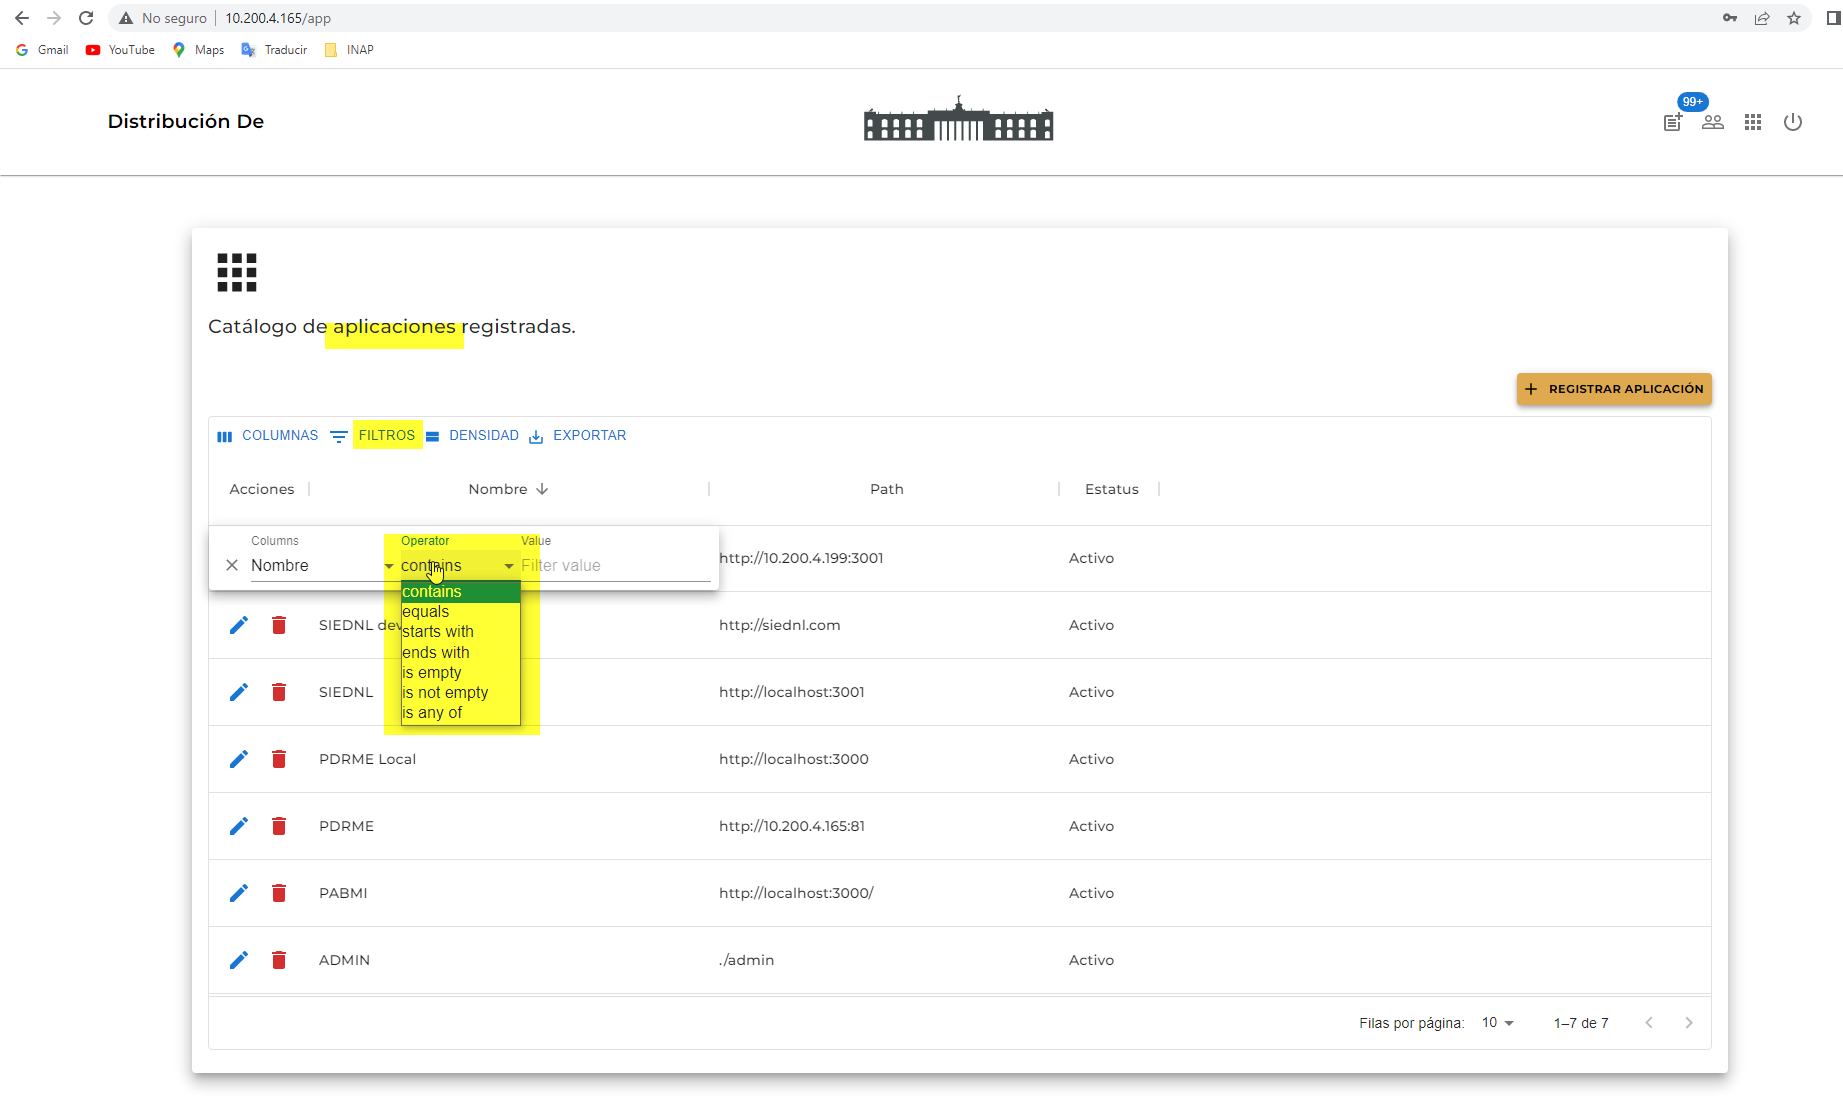 No seguro | 10.200.4.165/app
Gmail YouTube Maps Traducir INAP
99+
Distribución De
Catálogo de aplicaciones registradas.
+ REGISTRAR APLICACIÓN
COLUMNAS FILTROS DENSIDAD EXPORTAR
Acciones Nombre Path Estatus
Columns Operator Value
Nombre contains Filter value
http://10.200.4.199:3001 Activo
contains
equals
starts with
ends with
is empty
is not empty
is any of
SIEDNL dev http://siednl.com Activo
SIEDNL http://localhost:3001 Activo
PDRME Local http://localhost:3000 Activo
PDRME http://10.200.4.165:81 Activo
PABMI http://localhost:3000/ Activo
ADMIN ./admin Activo
Filas por página: 10 1–7 de 7